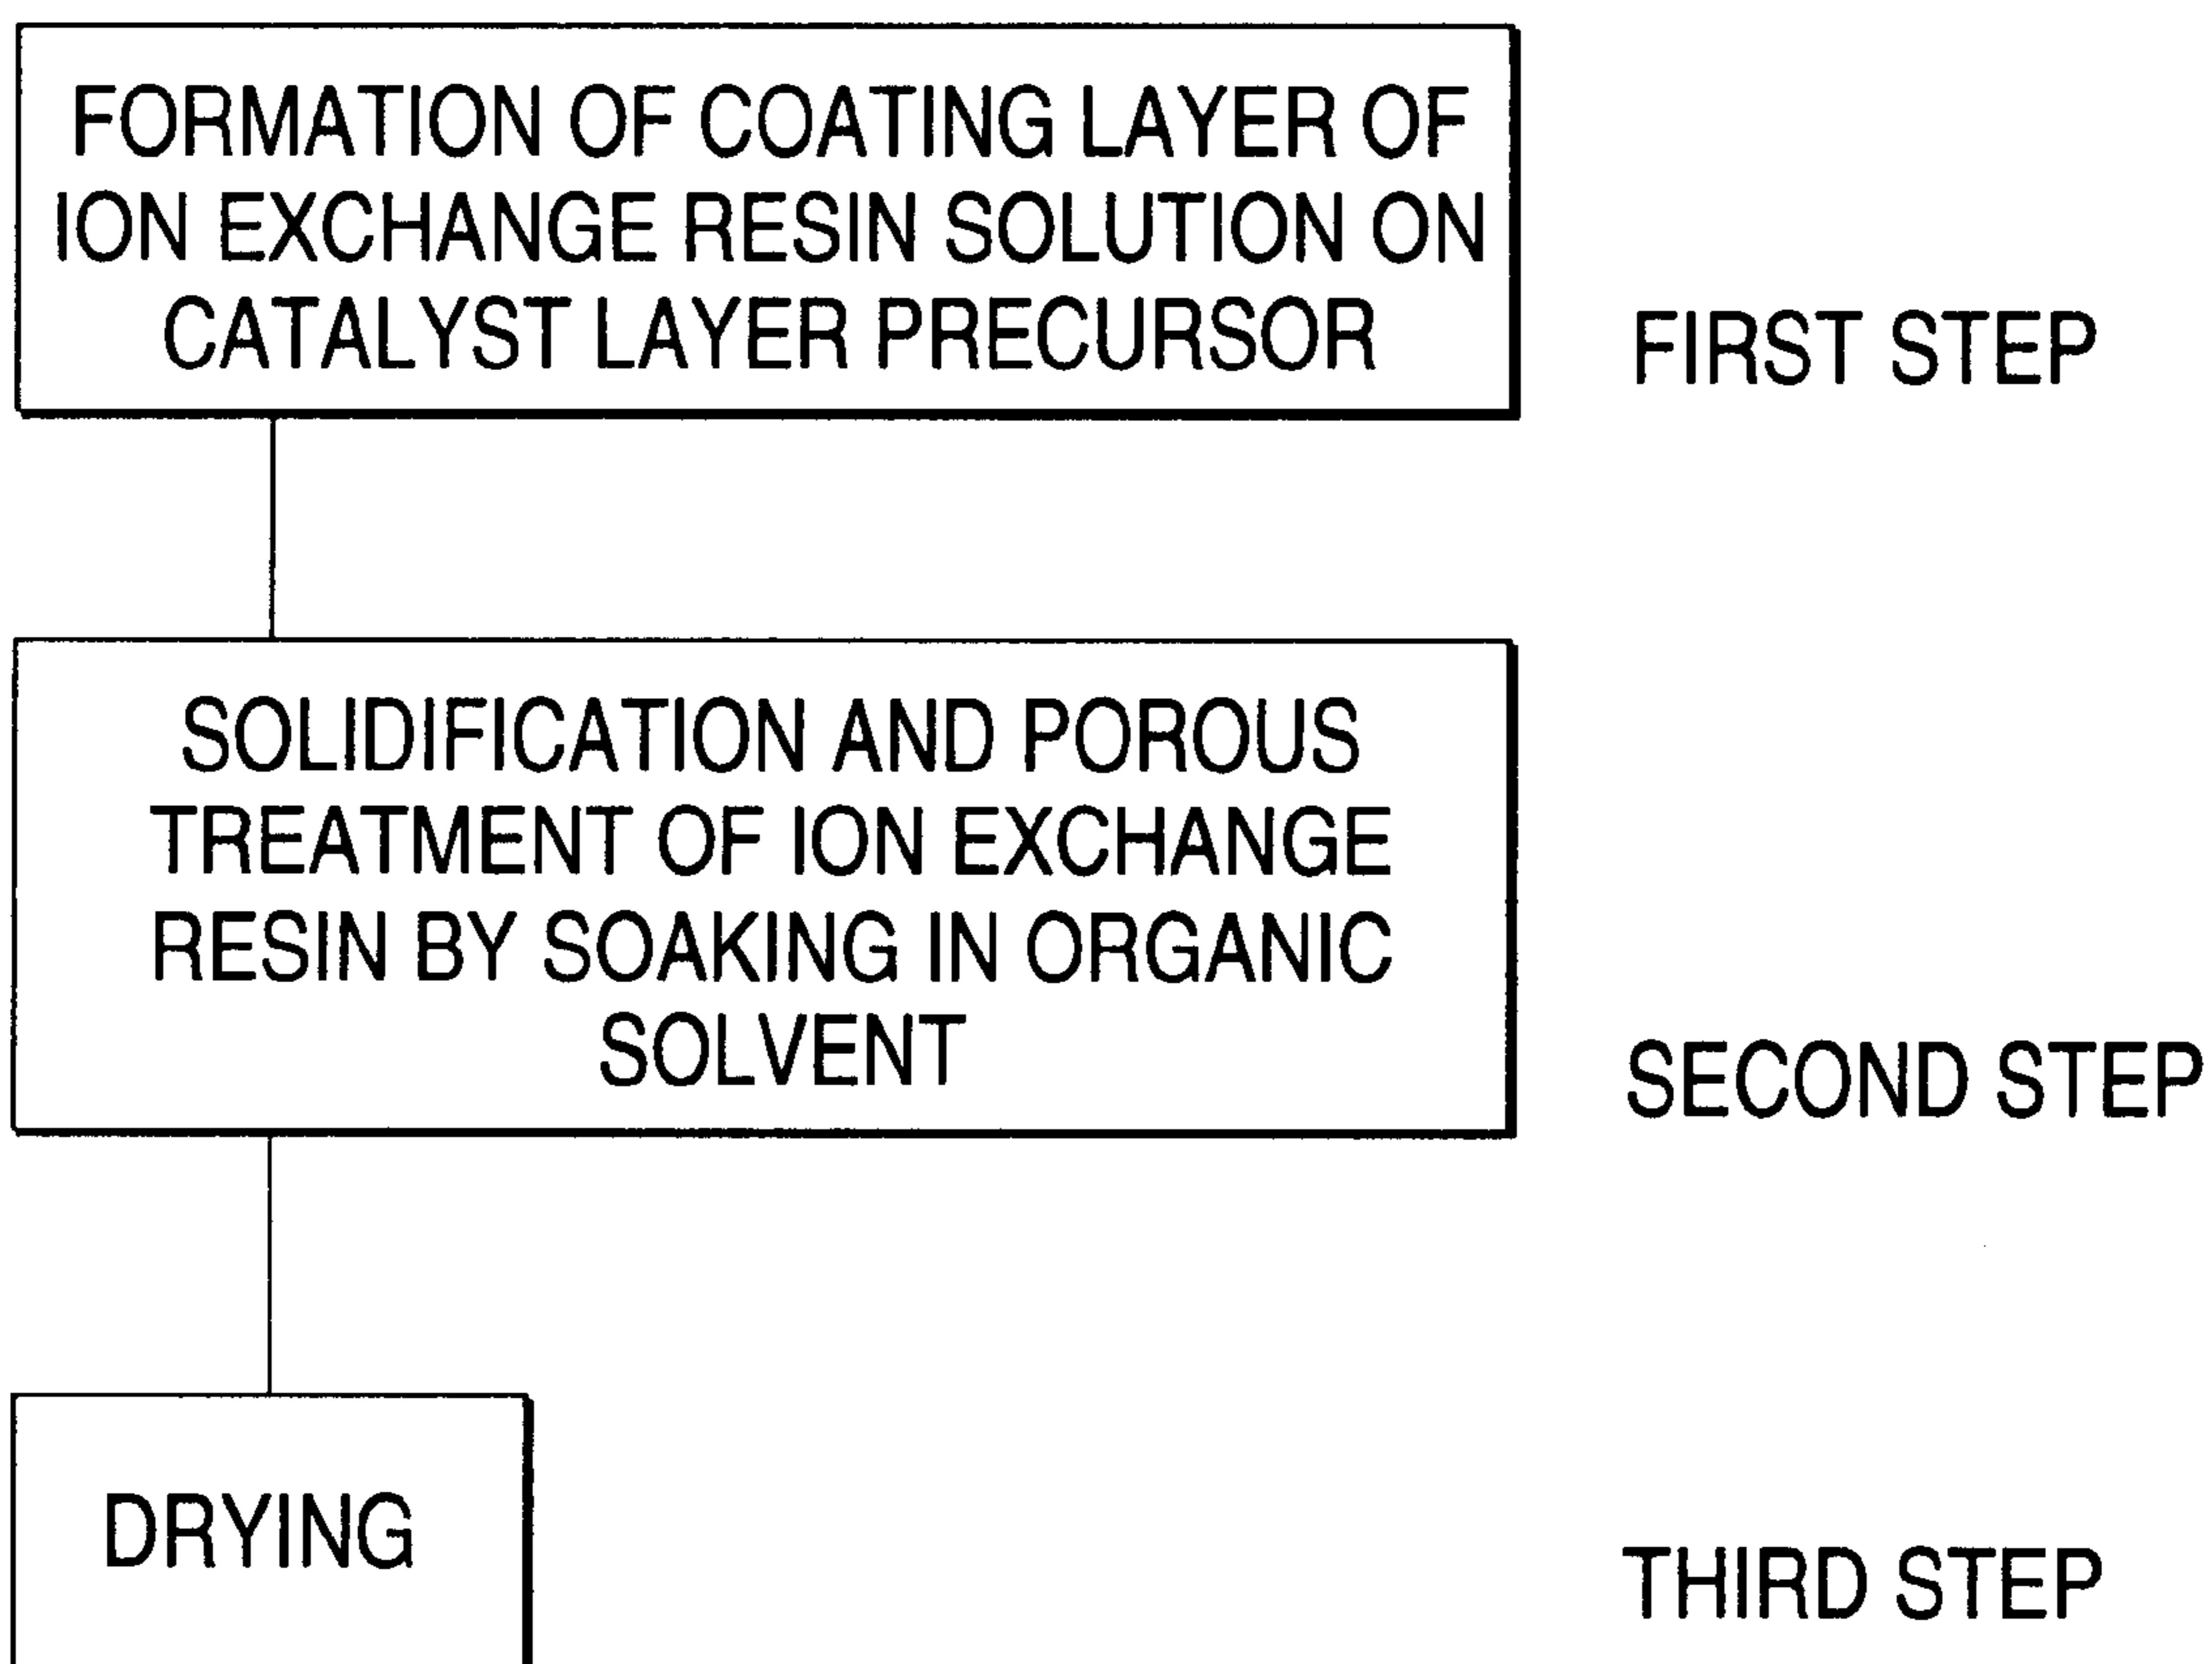 FORMATION OF COATING LAYER OF
ION EXCHANGE RESIN SOLUTION ON
CATALYST LAYER PRECURSOR
FIRST STEP
SOLIDIFICATION AND POROUS
TREATMENT OF ION EXCHANGE
RESIN BY SOAKING IN ORGANIC
SOLVENT
SECOND STEP
DRYING
THIRD STEP